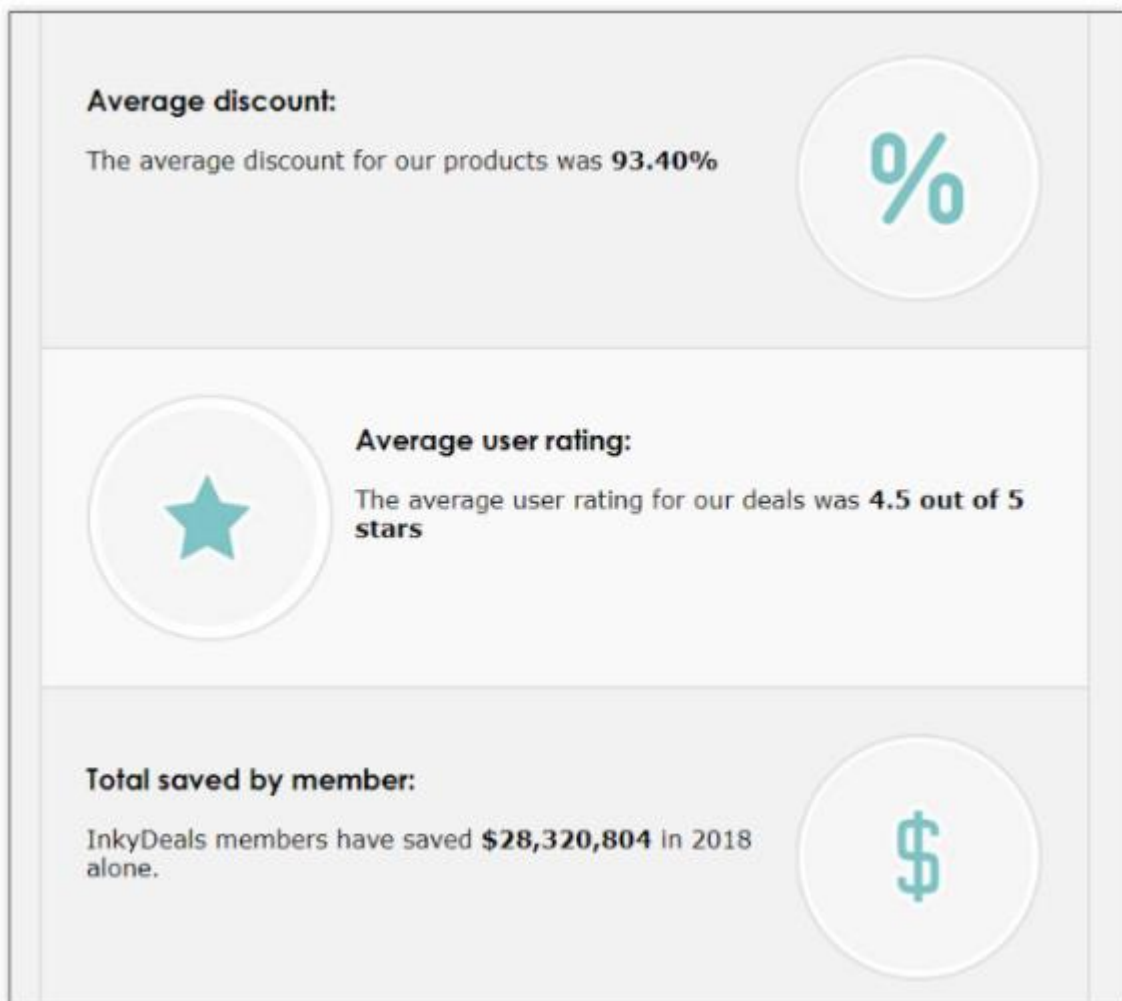 Average discount:
The average discount for our products was 93.40%
%
Average user rating:
The average user rating for our deals was 4.5 out of 5
stars
Total saved by member:
InkyDeals members have saved $28,320,804 in 2018
alone.
$